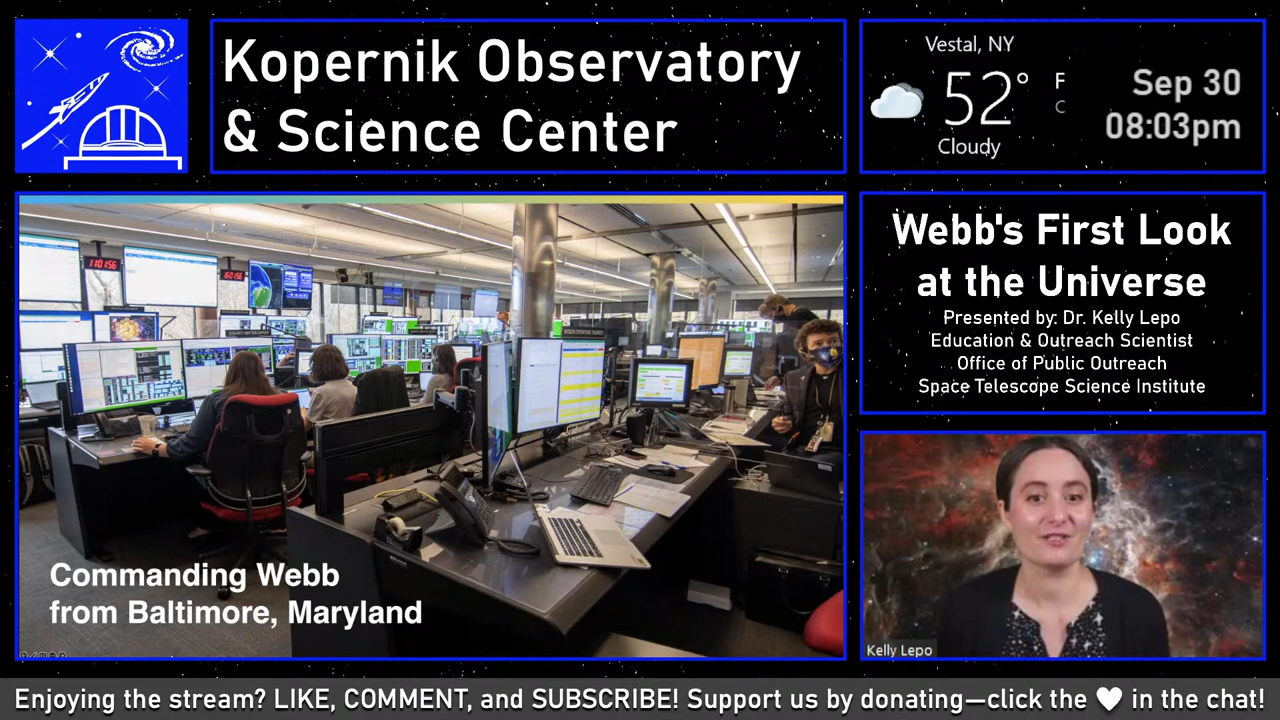 Kopernik Observatory
& Science Center
Vestal, NY
52° F
C
Cloudy
Sep 30
08:03pm
Webb's First Look
at the Universe
Presented by: Dr. Kelly Lepo
Education & Outreach Scientist
Office of Public Outreach
Space Telescope Science Institute
Commanding Webb
from Baltimore, Maryland
Kelly Lepo
Enjoying the stream? LIKE, COMMENT, and SUBSCRIBE! Support us by donating—click the ♥ in the chat!